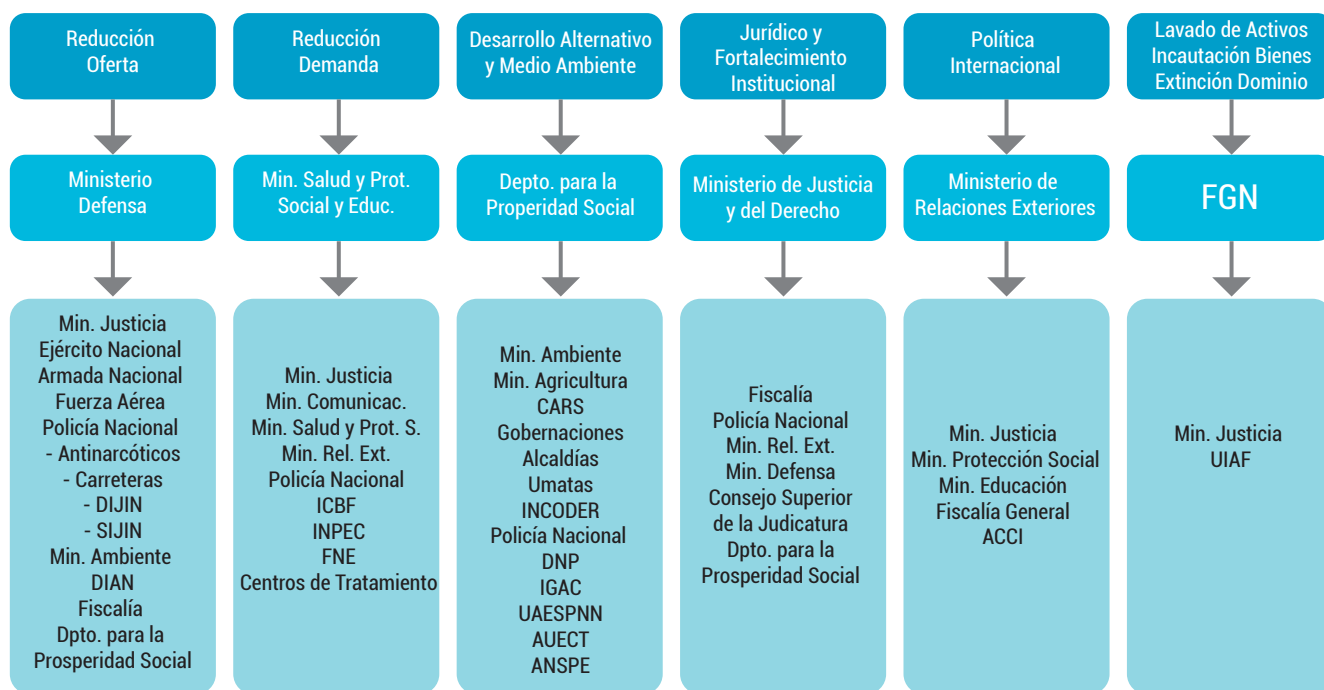 Reducción
Oferta
Reducción
Demanda
Desarrollo Alternativo
y Medio Ambiente
Jurídico y
Fortalecimiento
Institucional
Política
Internacional
Lavado de Activos
Incautación Bienes
Extinción Dominio
Ministerio
Defensa
Min. Salud y Prot.
Social y Educ.
Depto. para la
Properidad Social
Ministerio de Justicia
y del Derecho
Ministerio de
Relaciones Exteriores
FGN
Min. Justicia
Ejército Nacional
Armada Nacional
Fuerza Aérea
Policía Nacional
- Antinarcóticos
- Carreteras
- DIJIN
- SIJIN
Min. Ambiente
DIAN
Fiscalía
Dpto. para la
Prosperidad Social
Min. Justicia
Min. Comunicac.
Min. Salud y Prot. S.
Min. Rel. Ext.
Policía Nacional
ICBF
INPEC
FNE
Centros de Tratamiento
Min. Ambiente
Min. Agricultura
CARS
Gobernaciones
Alcaldías
Umatas
INCODER
Policía Nacional
DNP
IGAC
UAESPNN
AUECT
ANSPE
Fiscalía
Policía Nacional
Min. Rel. Ext.
Min. Defensa
Consejo Superior
de la Judicatura
Dpto. para la
Prosperidad Social
Min. Justicia
Min. Protección Social
Min. Educación
Fiscalía General
ACCI
Min. Justicia
UIAF